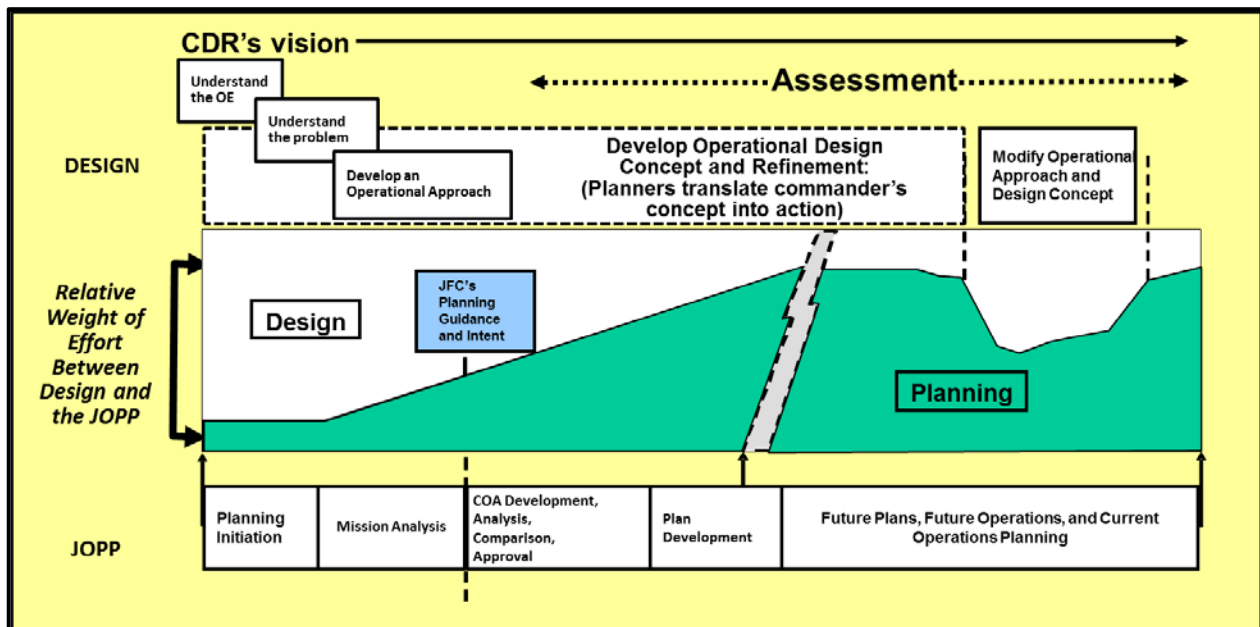 CDR's vision
Assessment
Understand
the OE
Understand
the problem
Develop an
Operational Approach
DESIGN
Develop Operational Design
Concept and Refinement:
(Planners translate commander's
concept into action)
Modify Operational
Approach and
Design Concept
Relative
Weight of
Effort
Between
Design and
the JOPP
Design
JFC's
Planning
Guidance
and Intent
Planning
JOPP
Planning
Initiation
Mission Analysis
COA Development,
Analysis,
Comparison,
Approval
Plan
Development
Future Plans, Future Operations, and Current
Operations Planning